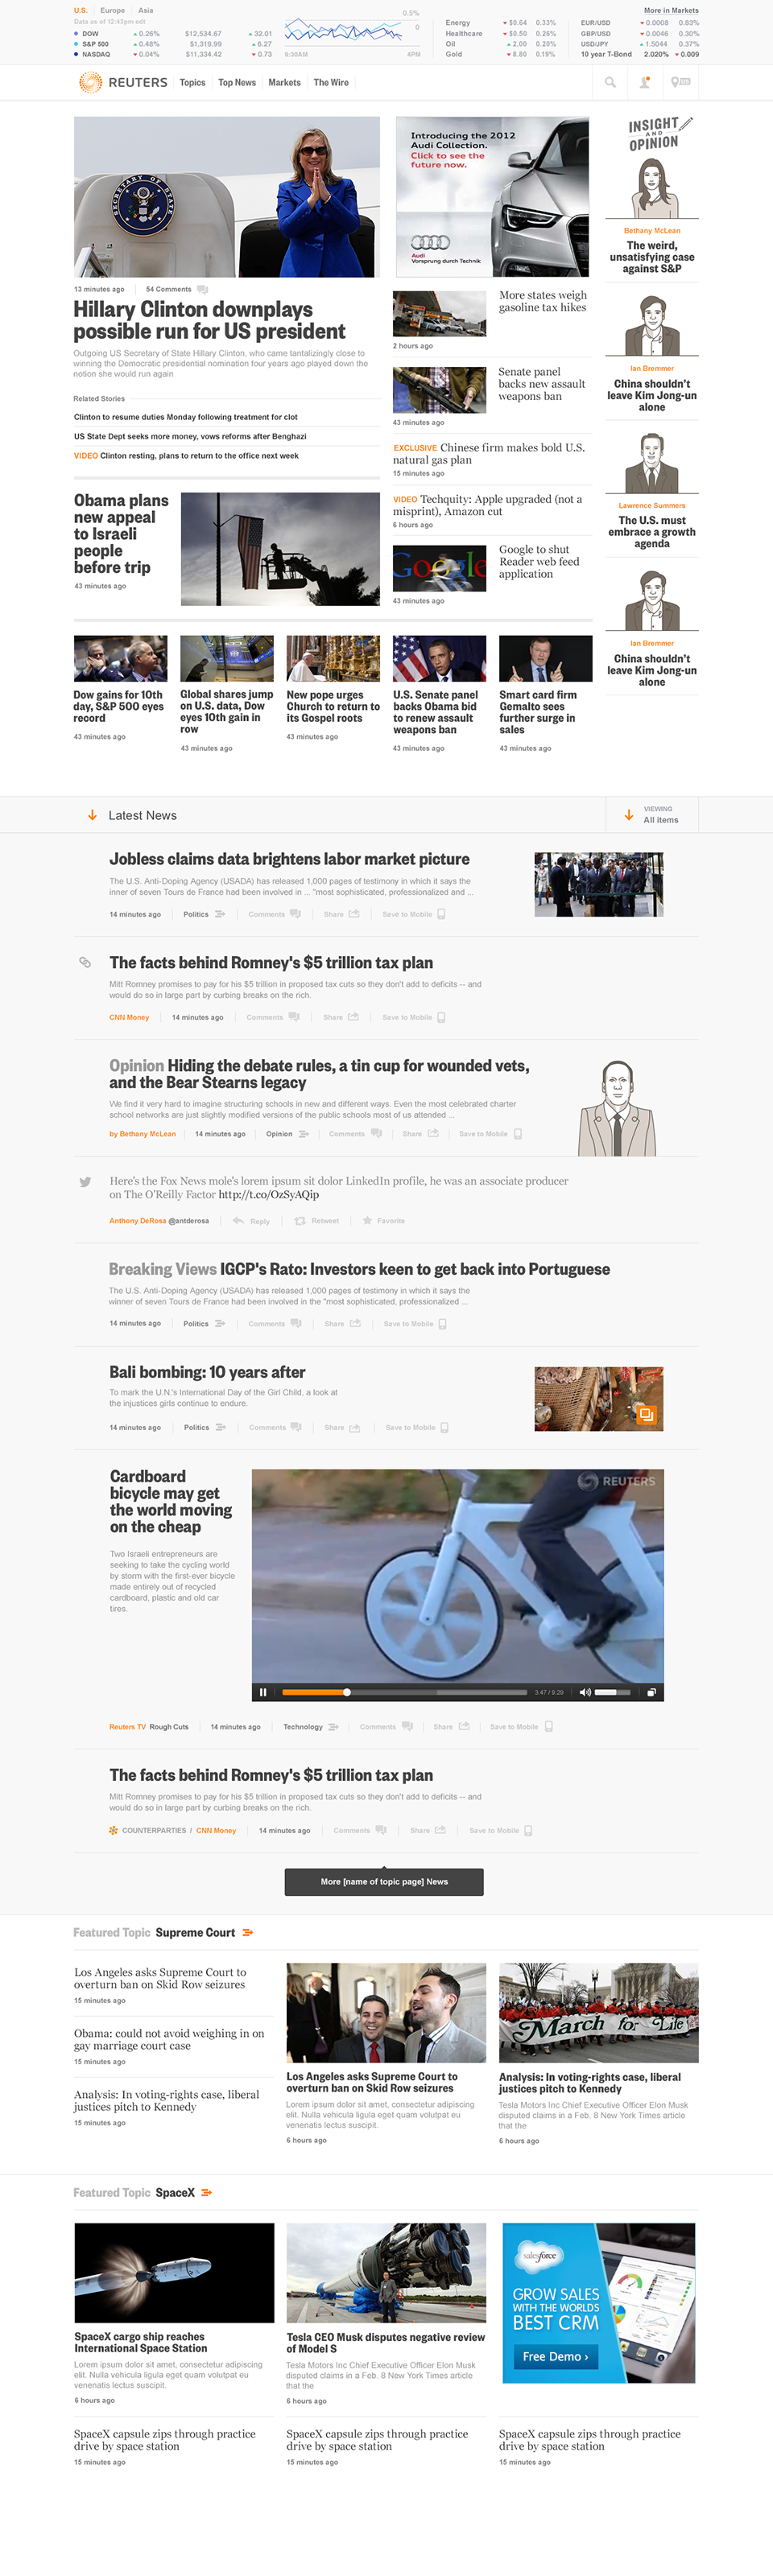 U.S. Europe Asia
Data as of 12:43pm edt
DOW 0.26% $12,534.67 32.01
S&P 500 0.48% $1,319.99 6.27
NASDAQ 0.04% $11,334.42 0.73
0.5%
0
9:30AM 4PM
Energy $0.64 0.33%
Healthcare $0.50 0.26%
Oil 2.00 0.20%
Gold 8.80 0.19%
More in Markets
EUR/USD 0.0008 0.83%
GBP/USD 0.0046 0.30%
USD/JPY 1.5044 0.37%
10 year T-Bond 2.020% 0.009
REUTERS Topics Top News Markets The Wire
SECRETARY OF STATE
13 minutes ago 54 Comments
Hillary Clinton downplays
possible run for US president
Outgoing US Secretary of State Hillary Clinton, who came tantalizingly close to
winning the Democratic presidential nomination four years ago played down the
notion she would run again
Related Stories
Clinton to resume duties Monday following treatment for clot
US State Dept seeks more money, vows reforms after Benghazi
VIDEO Clinton resting, plans to return to the office next week
Obama plans
new appeal
to Israeli
people
before trip
43 minutes ago
Introducing the 2012
Audi Collection.
Click to see the
future now.
Audi
Vorsprung durch Technik
More states weigh
gasoline tax hikes
2 hours ago
Senate panel
backs new assault
weapons ban
43 minutes ago
EXCLUSIVE Chinese firm makes bold U.S.
natural gas plan
15 minutes ago
VIDEO Techquity: Apple upgraded (not a
misprint), Amazon cut
6 hours ago
Google
Google to shut
Reader web feed
application
43 minutes ago
INSIGHT
AND
OPINION
Bethany McLean
The weird,
unsatisfying case
against S&P
Ian Bremmer
China shouldn't
leave Kim Jong-un
alone
Lawrence Summers
The U.S. must
embrace a growth
agenda
Ian Bremmer
China shouldn't
leave Kim Jong-un
alone
Dow gains for 10th
day, S&P 500 eyes
record
43 minutes ago
Global shares jump
on U.S. data, Dow
eyes 10th gain in
row
43 minutes ago
New pope urges
Church to return to
its Gospel roots
43 minutes ago
U.S. Senate panel
backs Obama bid
to renew assault
weapons ban
43 minutes ago
Smart card firm
Gemalto sees
further surge in
sales
43 minutes ago
Latest News
VIEWING
All items
Jobless claims data brightens labor market picture
The U.S. Anti-Doping Agency (USADA) has released 1,000 pages of testimony in which it says the
inner of seven Tours de France had been involved in ... "most sophisticated, professionalized and ...
14 minutes ago Politics Comments Share Save to Mobile
The facts behind Romney's $5 trillion tax plan
Mitt Romney promises to pay for his $5 trillion in proposed tax cuts so they don't add to deficits -- and
would do so in large part by curbing breaks on the rich.
CNN Money 14 minutes ago Comments Share Save to Mobile
Opinion Hiding the debate rules, a tin cup for wounded vets,
and the Bear Stearns legacy
We find it very hard to imagine structuring schools in new and different ways. Even the most celebrated charter
school networks are just slightly modified versions of the public schools most of us attended ...
by Bethany McLean 14 minutes ago Opinion Comments Share Save to Mobile
Here's the Fox News mole's lorem ipsum sit dolor LinkedIn profile, he was an associate producer
on The O'Reilly Factor http://t.co/OzSyAQip
Anthony DeRosa @antderosa Reply Retweet Favorite
Breaking Views IGCP's Rato: Investors keen to get back into Portuguese
The U.S. Anti-Doping Agency (USADA) has released 1,000 pages of testimony in which it says the
winner of seven Tours de France had been involved in the "most sophisticated, professionalized ...
14 minutes ago Politics Comments Share Save to Mobile
Bali bombing: 10 years after
To mark the U.N.'s International Day of the Girl Child, a look at
the injustices girls continue to endure.
14 minutes ago Politics Comments Share Save to Mobile
Cardboard
bicycle may get
the world moving
on the cheap
Two Israeli entrepreneurs are
seeking to take the cycling world
by storm with the first-ever bicycle
made entirely out of recycled
cardboard, plastic and old car
tires.
REUTERS
3:47 / 9:29
Reuters TV Rough Cuts 14 minutes ago Technology Comments Share Save to Mobile
The facts behind Romney's $5 trillion tax plan
Mitt Romney promises to pay for his $5 trillion in proposed tax cuts so they don't add to deficits -- and
would do so in large part by curbing breaks on the rich.
COUNTERPARTIES / CNN Money 14 minutes ago Comments Share Save to Mobile
More [name of topic page] News
Featured Topic Supreme Court
Los Angeles asks Supreme Court to
overturn ban on Skid Row seizures
15 minutes ago
Obama: could not avoid weighing in on
gay marriage court case
15 minutes ago
Analysis: In voting-rights case, liberal
justices pitch to Kennedy
15 minutes ago
Los Angeles asks Supreme Court to
overturn ban on Skid Row seizures
Lorem ipsum dolor sit amet, consectetur adipiscing
elit. Nulla vehicula ligula eget quam volutpat eu
venenatis lectus suscipit.
6 hours ago
March for Life
Analysis: In voting-rights case, liberal
justices pitch to Kennedy
Tesla Motors Inc Chief Executive Officer Elon Musk
disputed claims in a Feb. 8 New York Times article
that the
6 hours ago
Featured Topic SpaceX
SpaceX cargo ship reaches
International Space Station
Lorem ipsum dolor sit amet, consectetur adipiscing
elit. Nulla vehicula ligula eget quam volutpat eu
venenatis lectus suscipit.
6 hours ago
Tesla CEO Musk disputes negative review
of Model S
Tesla Motors Inc Chief Executive Officer Elon Musk
disputed claims in a Feb. 8 New York Times article
that the
6 hours ago
salesforce
GROW SALES
WITH THE WORLDS
BEST CRM
Free Demo ›
SpaceX capsule zips through practice
drive by space station
15 minutes ago
SpaceX capsule zips through practice
drive by space station
15 minutes ago
SpaceX capsule zips through practice
drive by space station
15 minutes ago